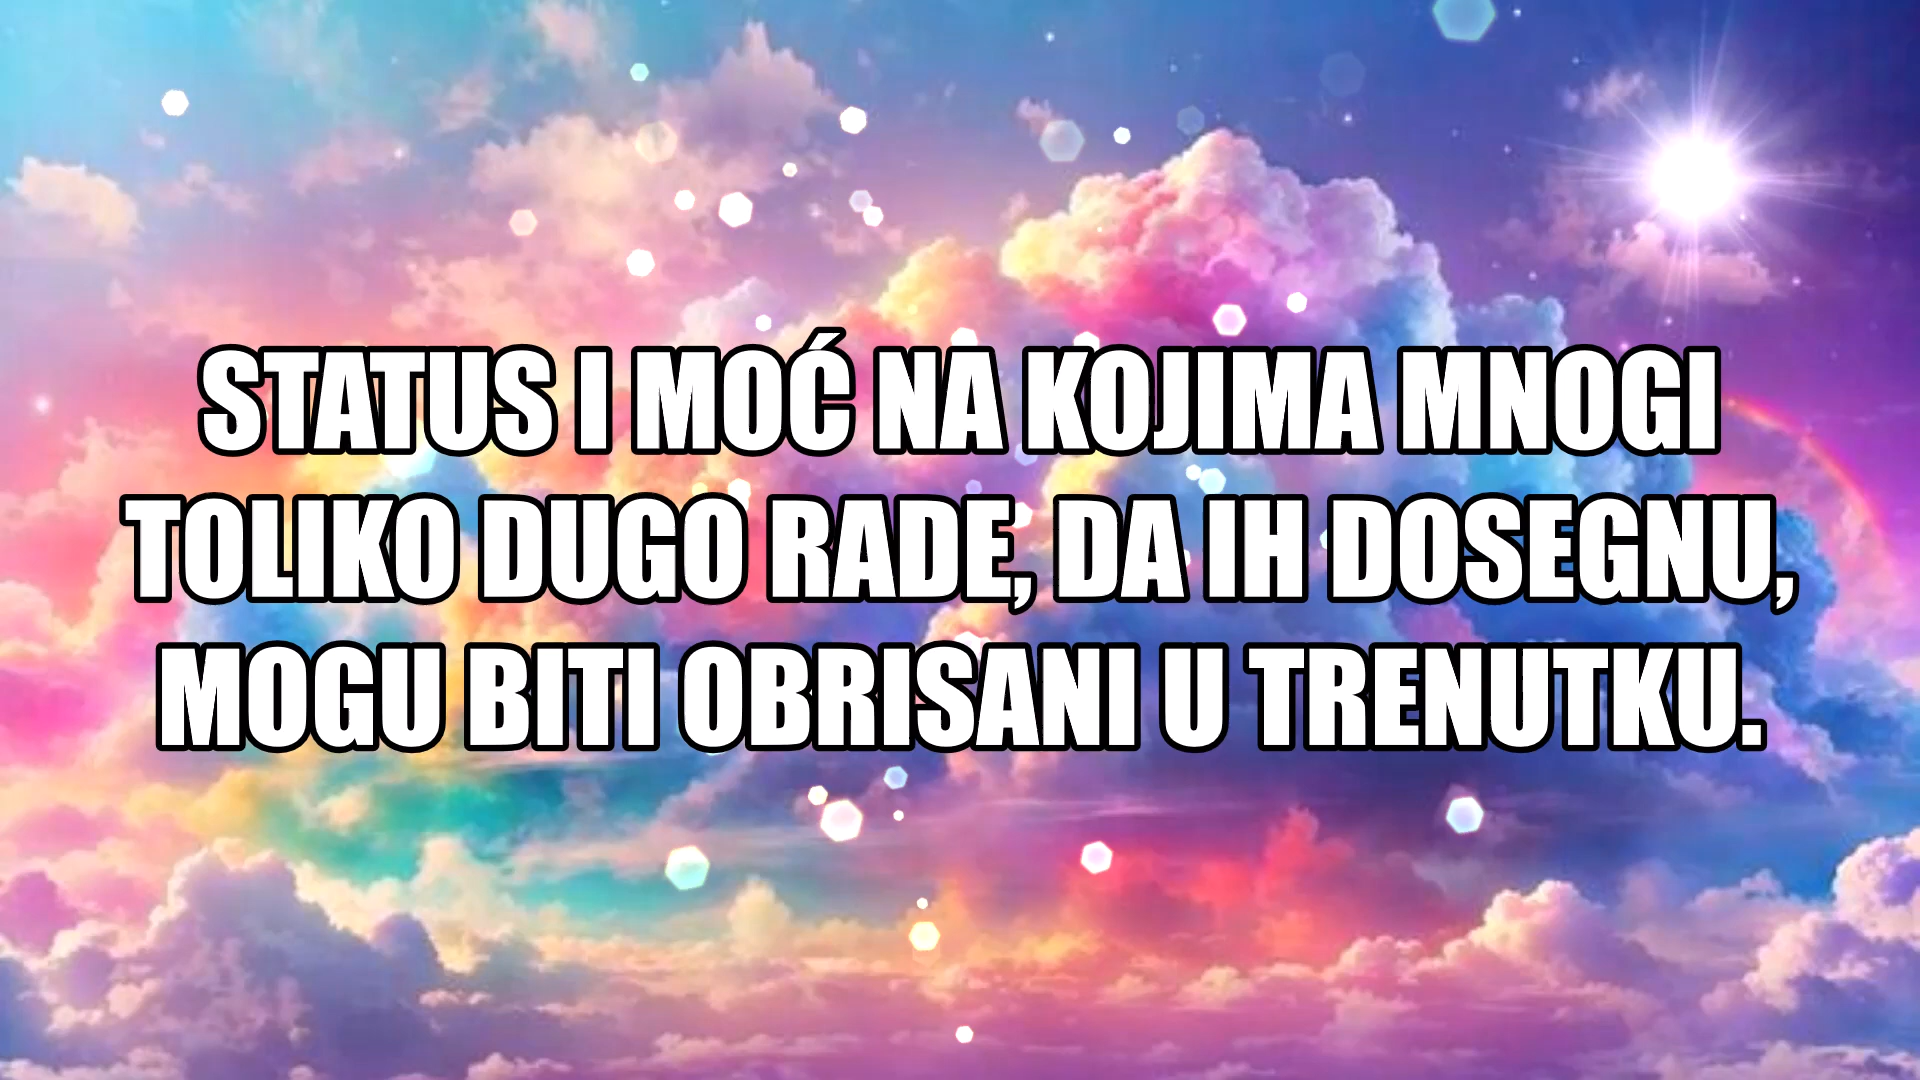 STATUS I MOĆ NA KOJIMA MNOGI
TOLIKO DUGO RADE, DA IH DOSEGNU,
MOGU BITI OBRISANI U TRENUTKU.